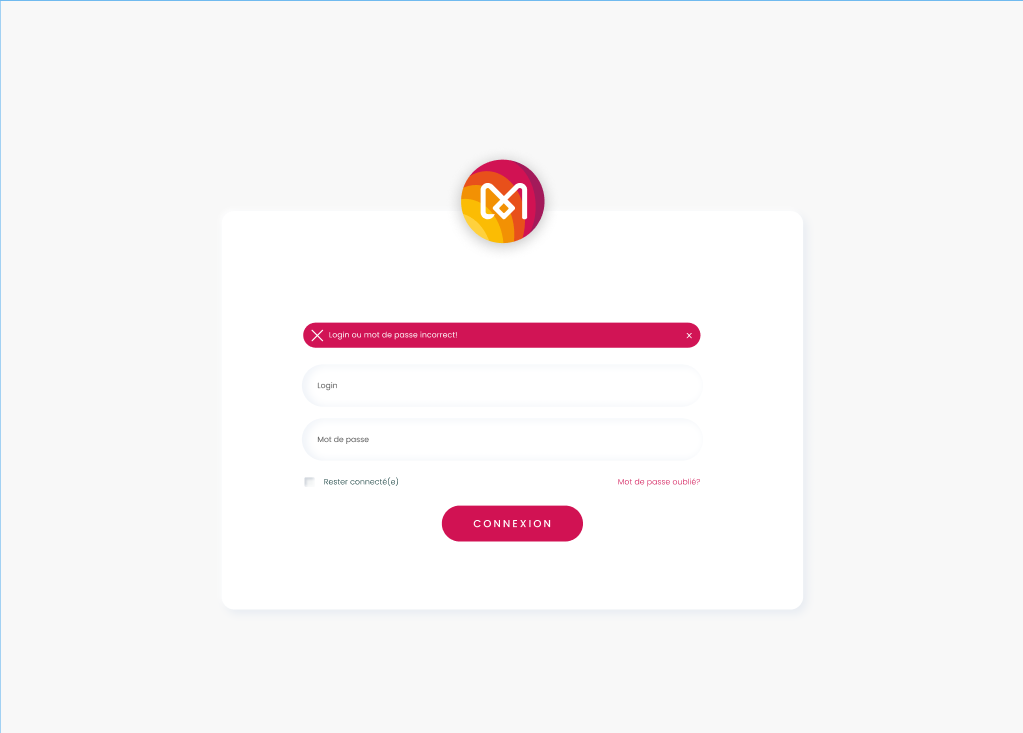 Login ou mot de passe incorrect!
Login
Mot de passe
Rester connecté(e)
Mot de passe oublié?
CONNEXION